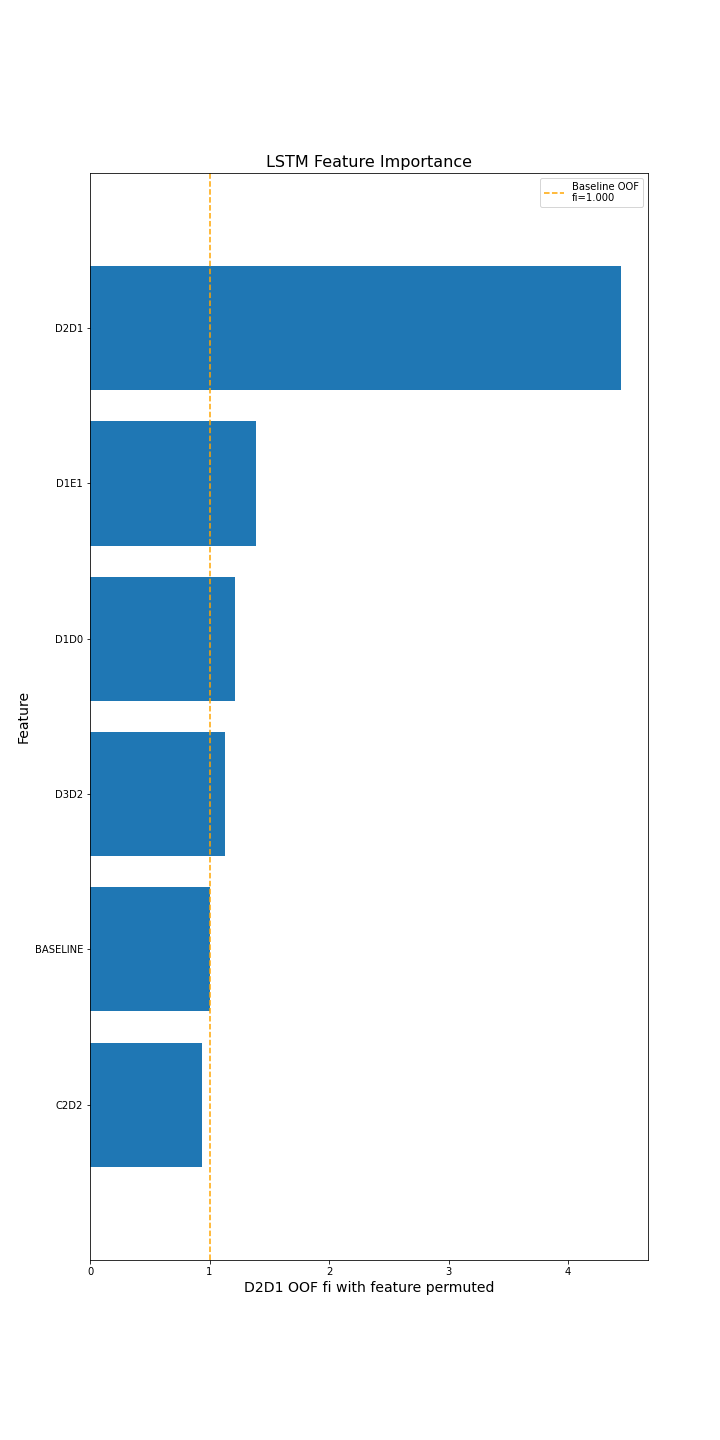 LSTM Feature Importance
Baseline OOF
fi=1.000
D2D1
D1E1
D1D0
D3D2
BASELINE
C2D2
Feature
0 1 2 3 4
D2D1 OOF fi with feature permuted